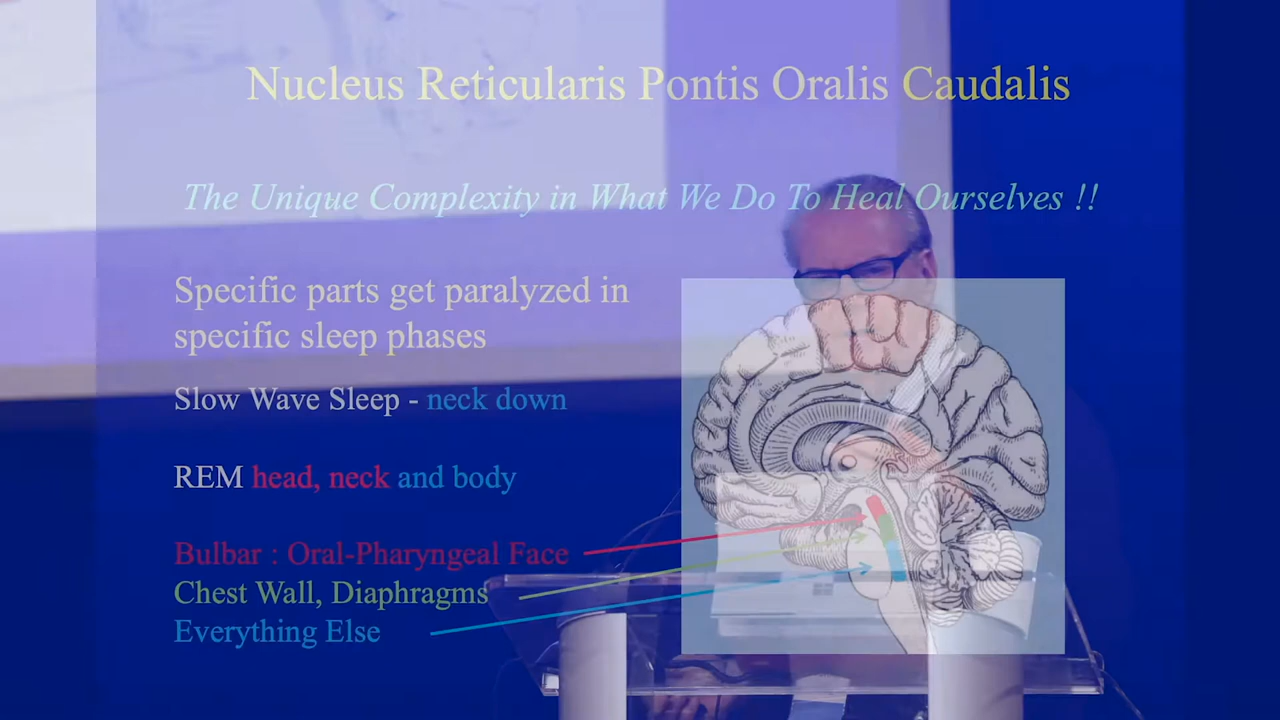 Nucleus Reticularis Pontis Oralis Caudalis
The Unique Complexity in What We Do To Heal Ourselves !!
Specific parts get paralyzed in
specific sleep phases
Slow Wave Sleep - neck down
REM head, neck and body
Bulbar : Oral-Pharyngeal Face
Chest Wall, Diaphragms
Everything Else